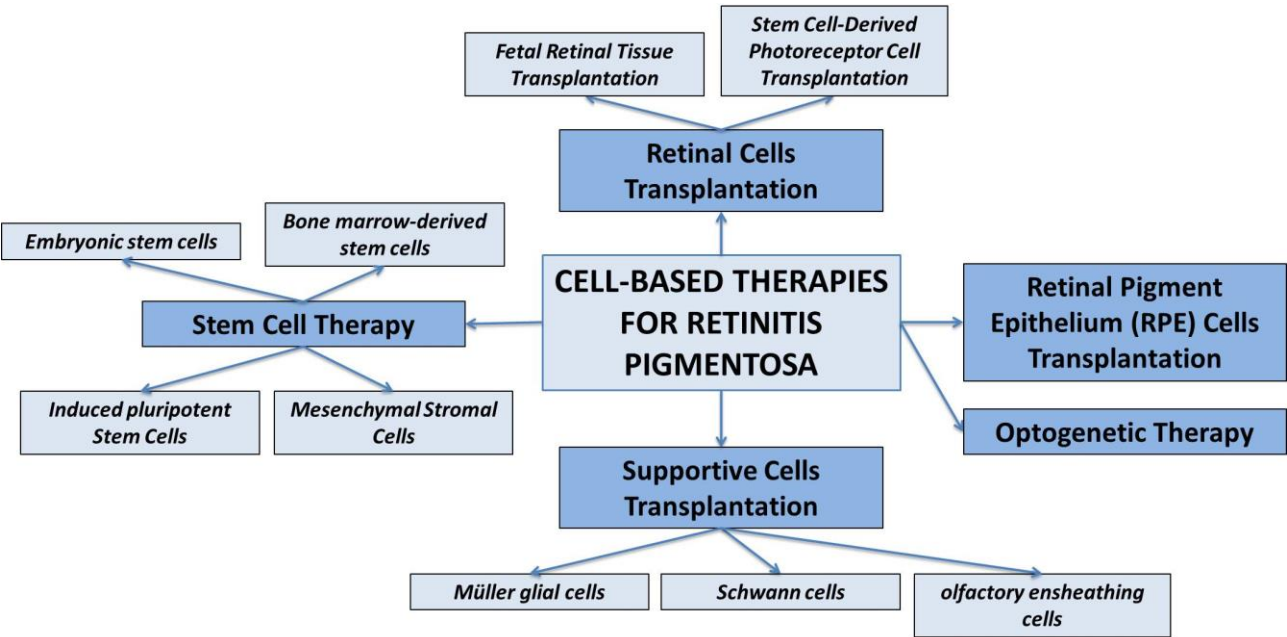 Fetal Retinal Tissue
Transplantation
Stem Cell-Derived
Photoreceptor Cell
Transplantation
Retinal Cells
Transplantation
Embryonic stem cells
Bone marrow-derived
stem cells
Stem Cell Therapy
Induced pluripotent
Stem Cells
Mesenchymal Stromal
Cells
CELL-BASED THERAPIES
FOR RETINITIS
PIGMENTOSA
Retinal Pigment
Epithelium (RPE) Cells
Transplantation
Optogenetic Therapy
Supportive Cells
Transplantation
Müller glial cells
Schwann cells
olfactory ensheathing
cells